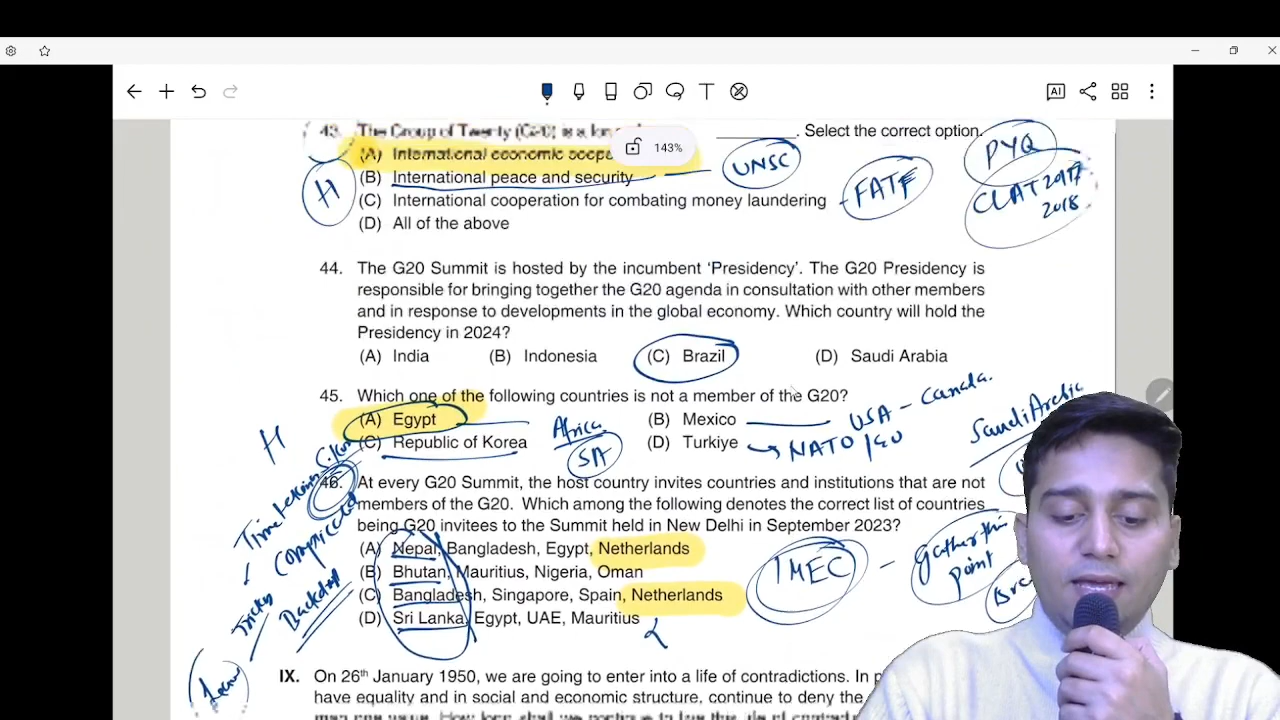 AI
143%
43. The Group of Twenty (G20) is a ________. Select the correct option.
(A) International economic
(B) International peace and security
UNSC
PYQ
(C) International cooperation for combating money laundering
FATF
CLAT 2017
2018
H
(D) All of the above
44. The G20 Summit is hosted by the incumbent 'Presidency'. The G20 Presidency is
responsible for bringing together the G20 agenda in consultation with other members
and in response to developments in the global economy. Which country will hold the
Presidency in 2024?
(A) India (B) Indonesia (C) Brazil (D) Saudi Arabia
45. Which one of the following countries is not a member of the G20?
(A) Egypt (B) Mexico
USA - Canada.
(C) Republic of Korea (D) Turkiye
Africa
SA
NATO
Saudi Arabia
H
46. At every G20 Summit, the host country invites countries and institutions that are not
members of the G20. Which among the following denotes the correct list of countries
being G20 invitees to the Summit held in New Delhi in September 2023?
(A) Nepal, Bangladesh, Egypt, Netherlands
(B) Bhutan, Mauritius, Nigeria, Oman
(C) Bangladesh, Singapore, Spain, Netherlands
(D) Sri Lanka, Egypt, UAE, Mauritius
IMEC
point
IX. On 26th January 1950, we are going to enter into a life of contradictions. In
have equality and in social and economic structure, continue to deny the